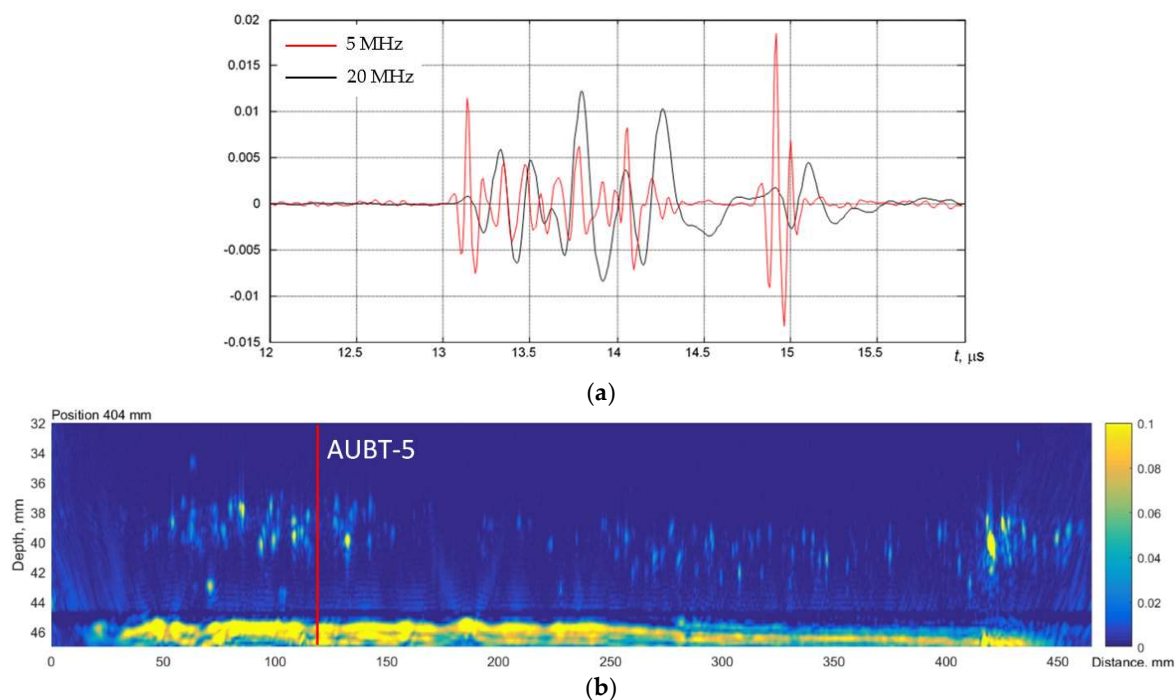 0.02
5 MHz
0.015
20 MHz
0.01
0.005
0
-0.005
-0.01
-0.015
12 12.5 13 13.5 14 14.5 15 15.5 t, μs
(a)
Position 404 mm
32 0.1
AUBT-5
34
36 0.08
38 0.06
Depth, mm
40
0.04
42
44 0.02
46 0
0 50 100 150 200 250 300 350 400 450 Distance. mm
(b)